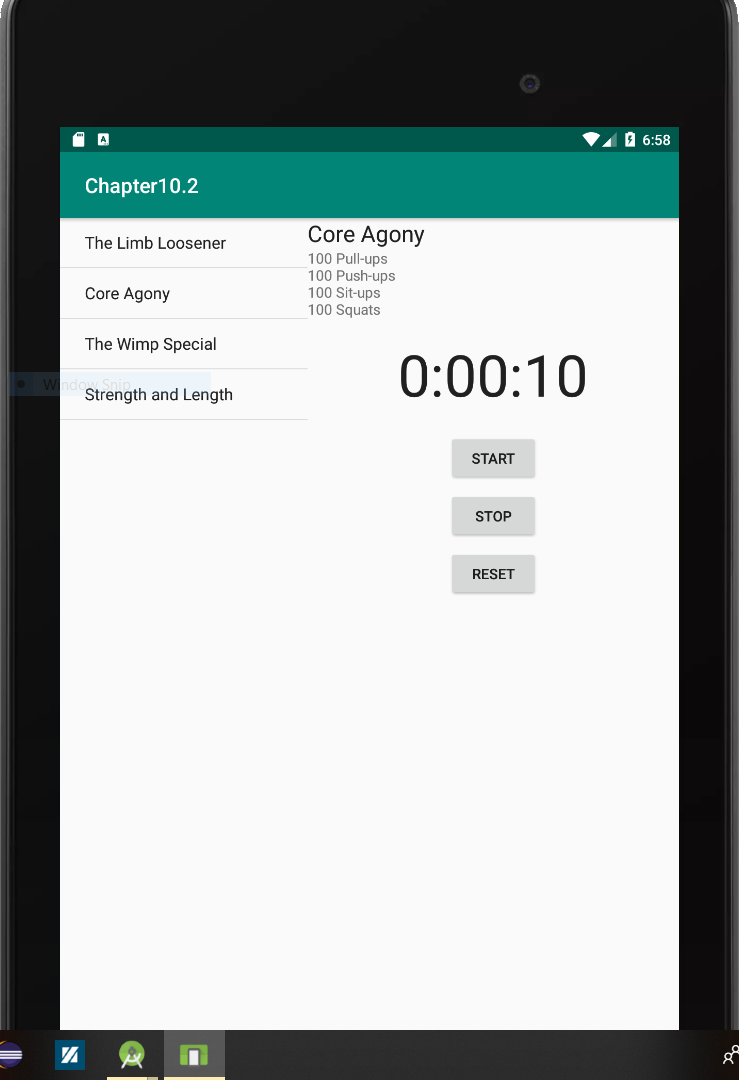 6:58
Chapter10.2
The Limb Loosener
Core Agony
The Wimp Special
Window Snip
Strength and Length
Core Agony
100 Pull-ups
100 Push-ups
100 Sit-ups
100 Squats
0:00:10
START
STOP
RESET